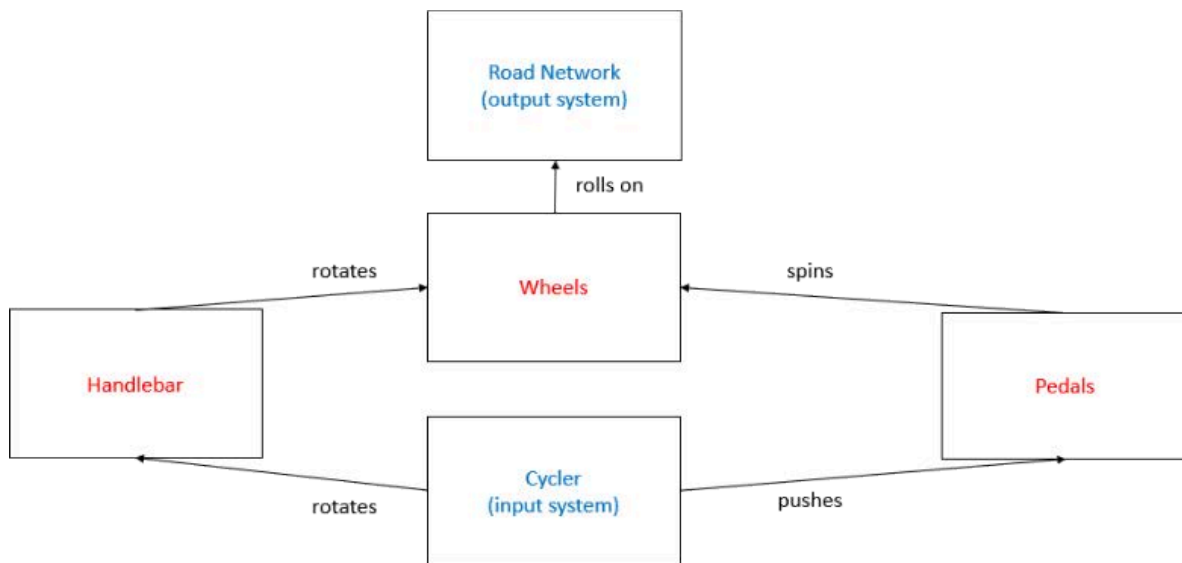 Road Network
(output system)
rolls on
rotates
Wheels
spins
Handlebar
Pedals
Cycler
(input system)
rotates
pushes